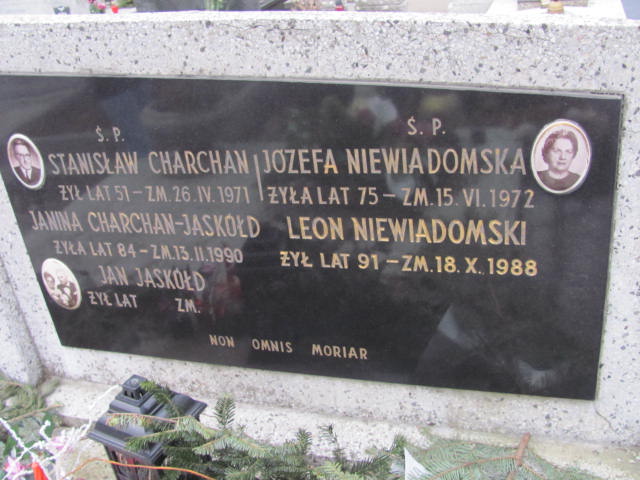 Ś. P.
STANISŁAW CHARCHAN
ŻYŁ LAT 51 – ZM. 26. IV. 1971
JANINA CHARCHAN-JASKÓŁD
ŻYŁA LAT 84 – ZM. 13. II. 1990
JAN JASKÓŁD
ŻYŁ LAT ZM.
Ś. P.
JÓZEFA NIEWIADOMSKA
ŻYŁA LAT 75 – ZM. 15. VI. 1972
LEON NIEWIADOMSKI
ŻYŁ LAT 91 – ZM. 18. X. 1988
NON OMNIS MORIAR